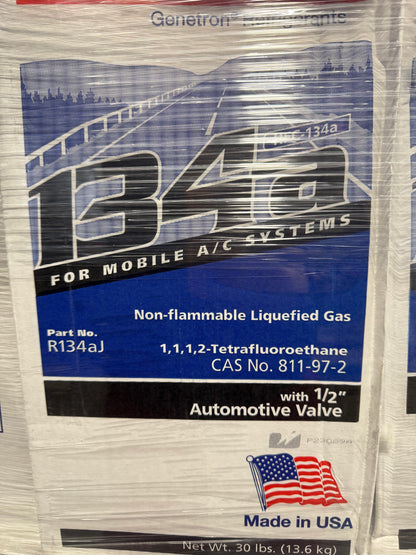 Genetron® Refrigerants
HFC-134a
134a
FOR MOBILE A/C SYSTEMS
Non-flammable Liquefied Gas
Part No.
R134aJ
1,1,1,2-Tetrafluoroethane
CAS No. 811-97-2
with 1/2"
Automotive Valve
Made in USA
Net Wt. 30 lbs. (13.6 kg)